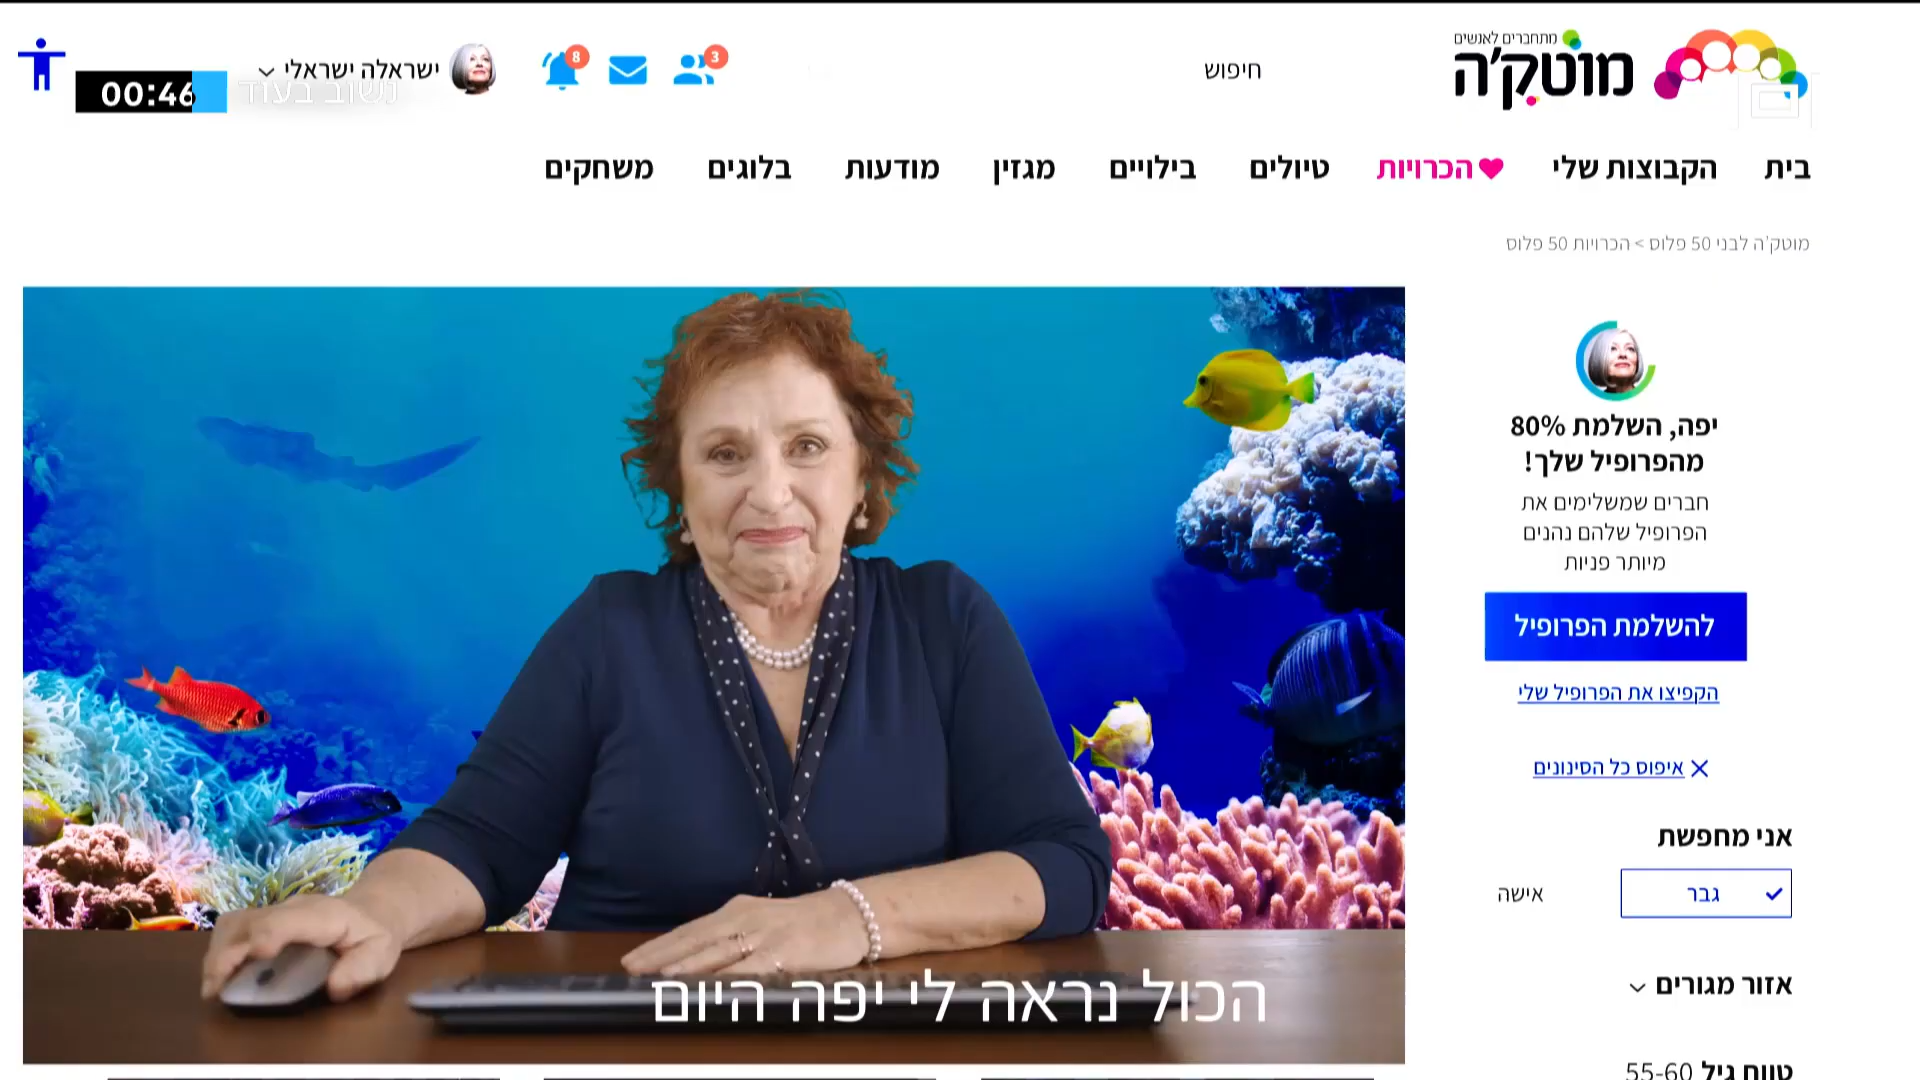 מתחברים לאנשים
מוטק'ה
חיפוש
3
8
ישראלה ישראלי
נשוב בעוד
00:46
בית
הקבוצות שלי
הכרויות
טיולים
בילויים
מגזין
מודעות
בלוגים
משחקים
מוטק'ה לבני 50 פלוס > הכרויות 50 פלוס
יפה, השלמת 80%
מהפרופיל שלך!
חברים שמשלימים את
הפרופיל שלהם נהנים
מיותר פניות
להשלמת הפרופיל
הקפיצו את הפרופיל שלי
איפוס כל הסינונים
אני מחפשת
גבר
אישה
אזור מגורים
טווח גיל 55-60
הכול נראה לי יפה היום